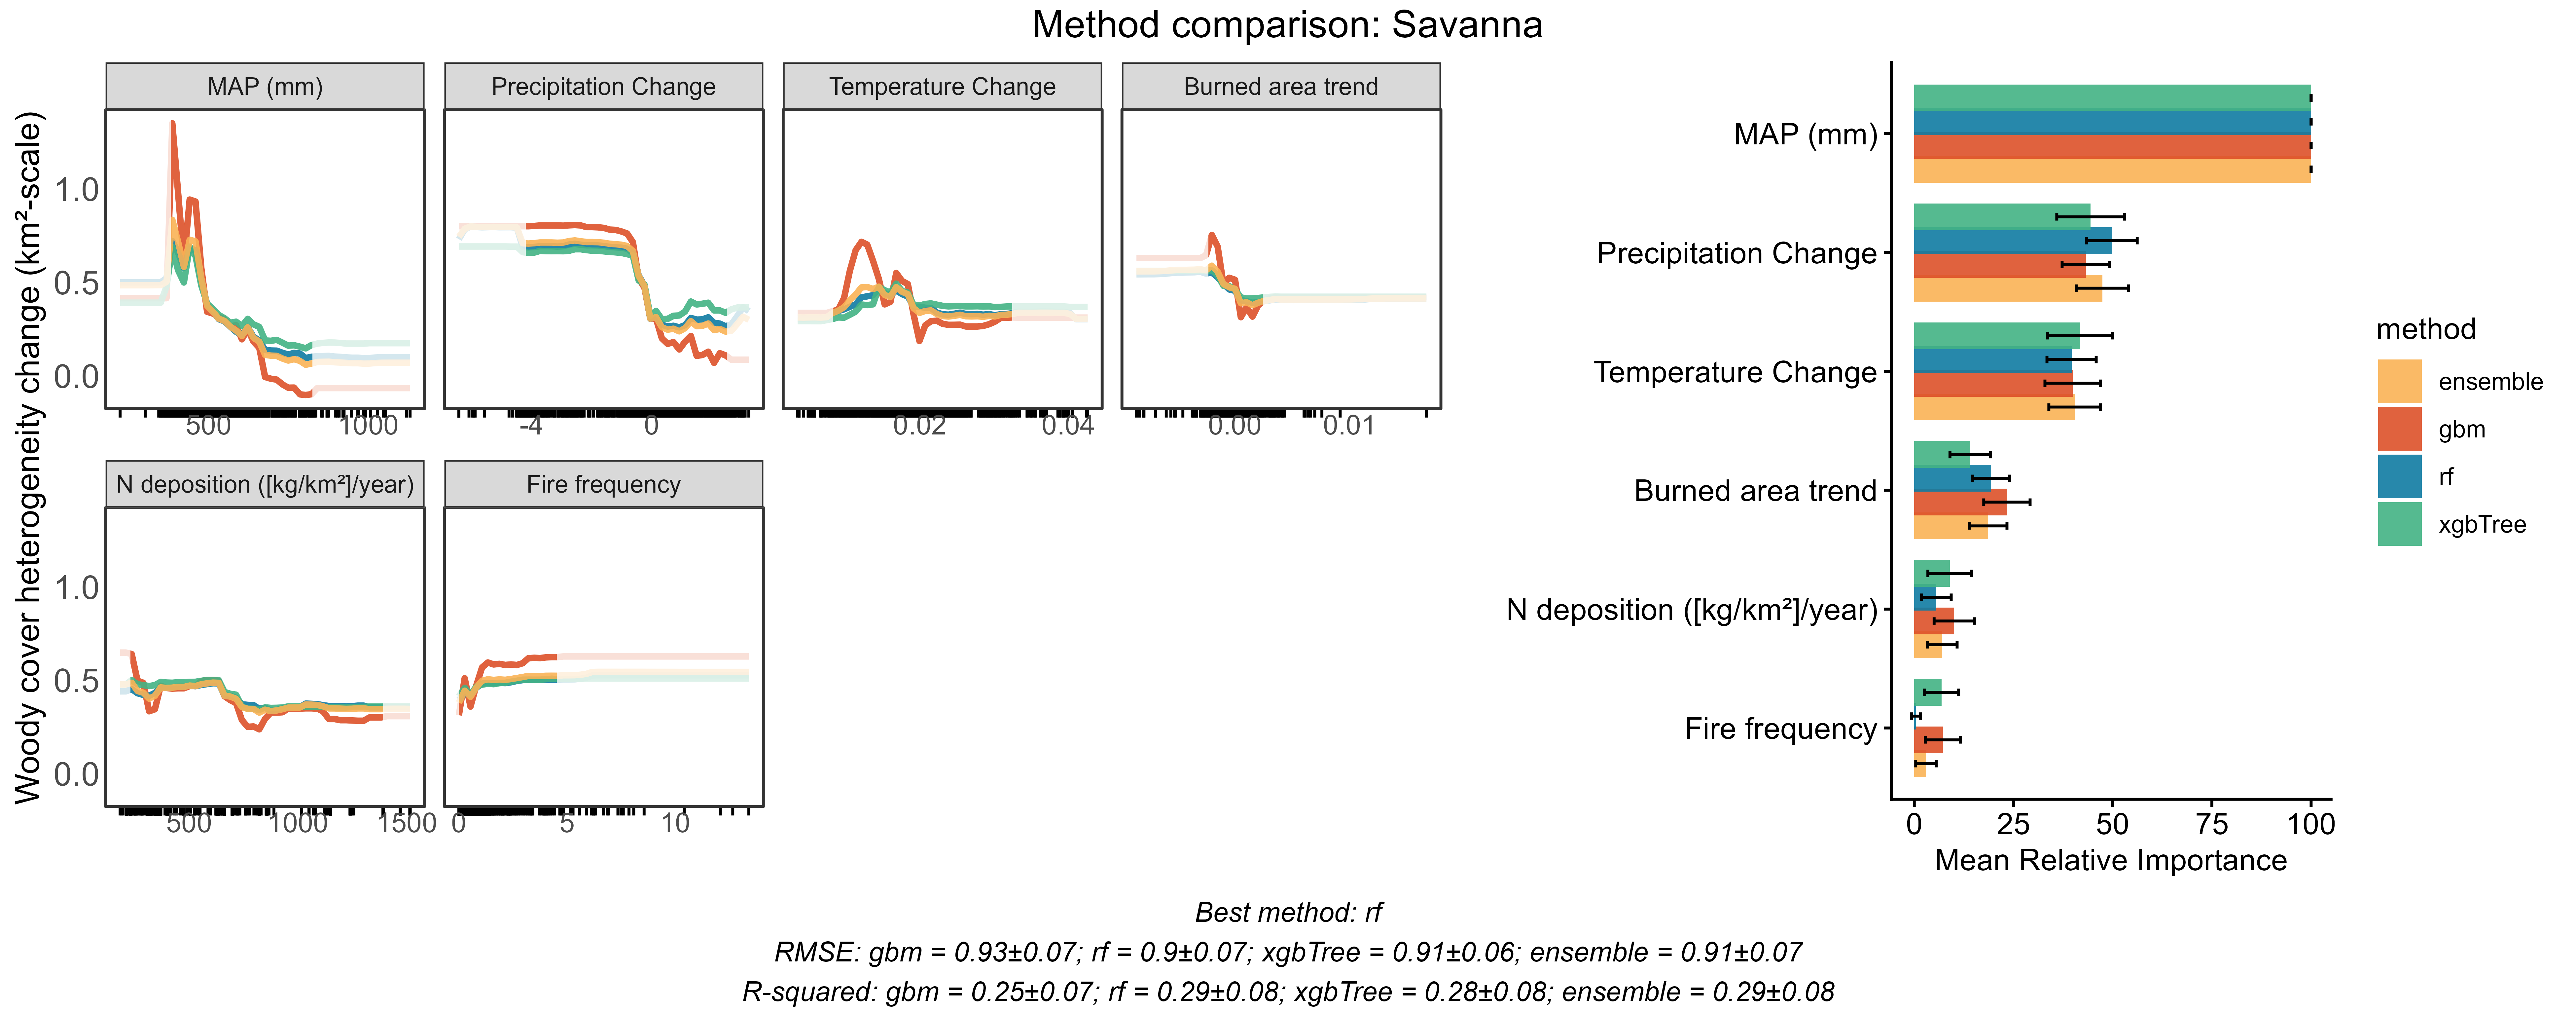 Method comparison: Savanna
Woody cover heterogeneity change (km²-scale)
MAP (mm)
Precipitation Change
Temperature Change
Burned area trend
1.0
0.5
0.0
500
1000
-4
0
0.02
0.04
0.00
0.01
N deposition ([kg/km²]/year)
Fire frequency
1.0
0.5
0.0
500
1000
1500
0
5
10
MAP (mm)
Precipitation Change
Temperature Change
Burned area trend
N deposition ([kg/km²]/year)
Fire frequency
0
25
50
75
100
Mean Relative Importance
method
ensemble
gbm
rf
xgbTree
Best method: rf
RMSE: gbm = 0.93±0.07; rf = 0.9±0.07; xgbTree = 0.91±0.06; ensemble = 0.91±0.07
R-squared: gbm = 0.25±0.07; rf = 0.29±0.08; xgbTree = 0.28±0.08; ensemble = 0.29±0.08